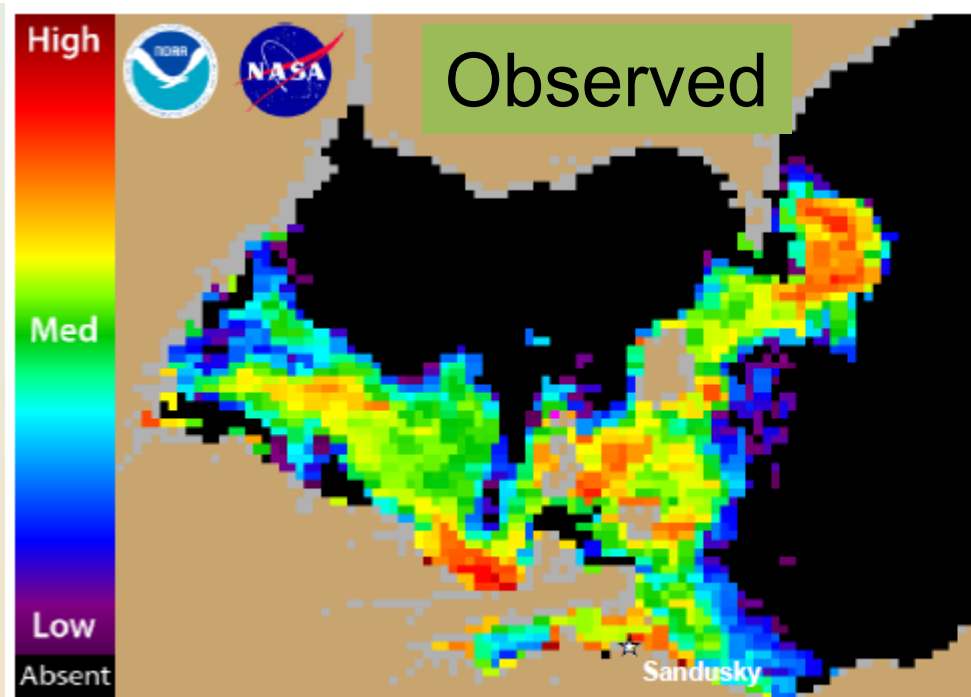 High
NOAA
NASA
Observed
Med
Low
Absent
Sandusky